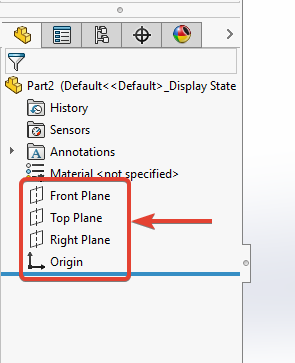 Part2 (Default<<Default>_Display State
History
Sensors
Annotations
Material <not specified>
Front Plane
Top Plane
Right Plane
Origin